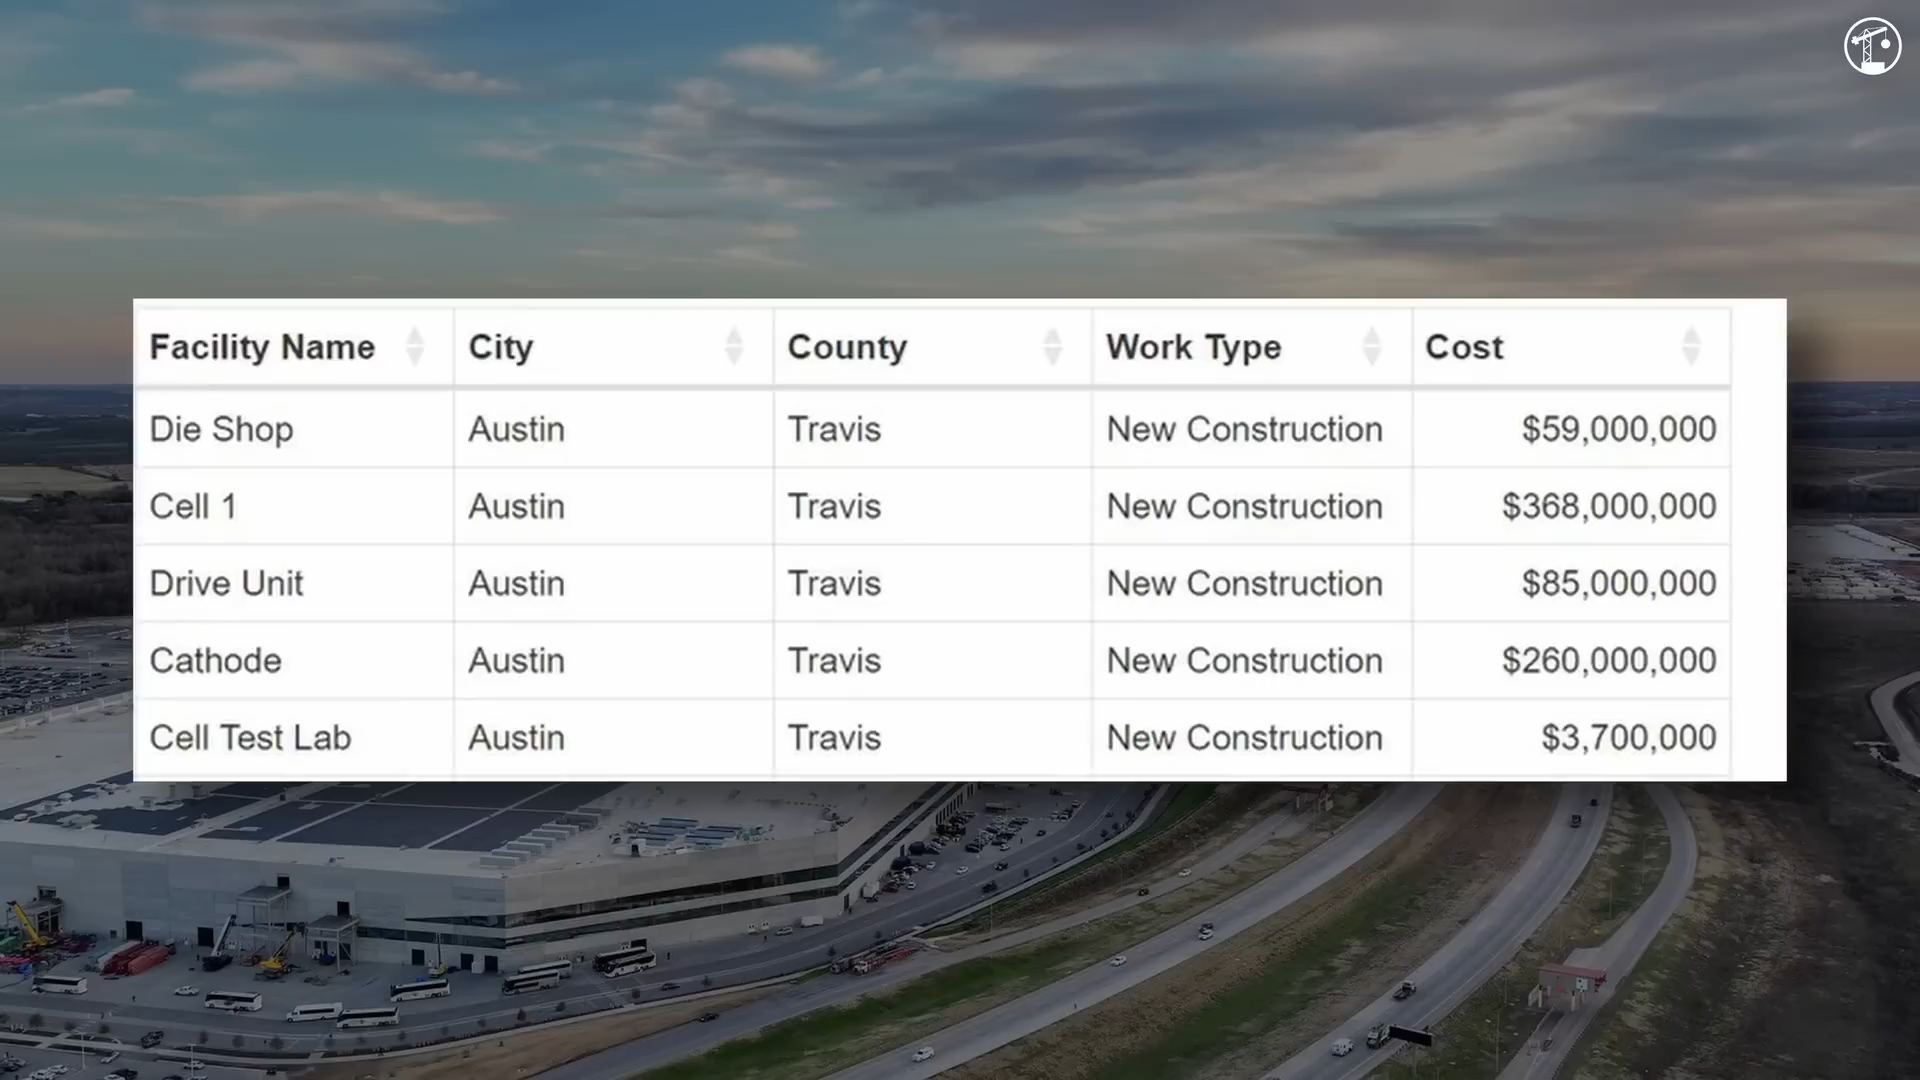 Facility Name City County Work Type Cost
Die Shop Austin Travis New Construction $59,000,000
Cell 1 Austin Travis New Construction $368,000,000
Drive Unit Austin Travis New Construction $85,000,000
Cathode Austin Travis New Construction $260,000,000
Cell Test Lab Austin Travis New Construction $3,700,000